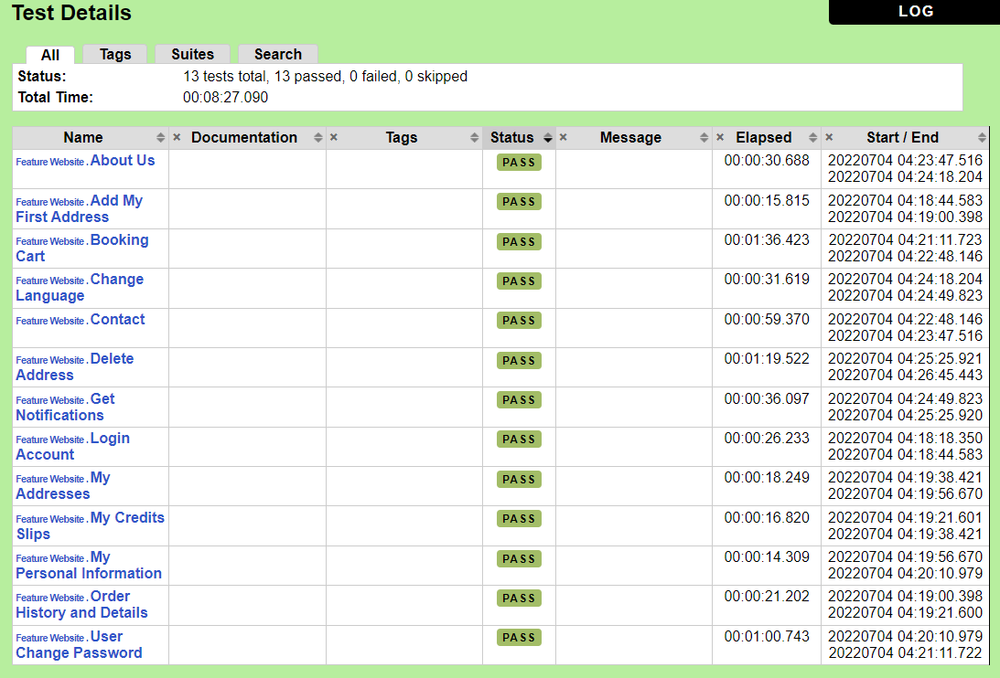 Test Details
LOG
All Tags Suites Search
Status: 13 tests total, 13 passed, 0 failed, 0 skipped
Total Time: 00:08:27.090
Name × Documentation × Tags Status × Message × Elapsed × Start / End
Feature Website . About Us PASS 00:00:30.688 20220704 04:23:47.516
20220704 04:24:18.204
Feature Website . Add My PASS 00:00:15.815 20220704 04:18:44.583
First Address 20220704 04:19:00.398
Feature Website . Booking PASS 00:01:36.423 20220704 04:21:11.723
Cart 20220704 04:22:48.146
Feature Website . Change PASS 00:00:31.619 20220704 04:24:18.204
Language 20220704 04:24:49.823
Feature Website . Contact PASS 00:00:59.370 20220704 04:22:48.146
20220704 04:23:47.516
Feature Website . Delete PASS 00:01:19.522 20220704 04:25:25.921
Address 20220704 04:26:45.443
Feature Website . Get PASS 00:00:36.097 20220704 04:24:49.823
Notifications 20220704 04:25:25.920
Feature Website . Login PASS 00:00:26.233 20220704 04:18:18.350
Account 20220704 04:18:44.583
Feature Website . My PASS 00:00:18.249 20220704 04:19:38.421
Addresses 20220704 04:19:56.670
Feature Website . My Credits PASS 00:00:16.820 20220704 04:19:21.601
Slips 20220704 04:19:38.421
Feature Website . My PASS 00:00:14.309 20220704 04:19:56.670
Personal Information 20220704 04:20:10.979
Feature Website . Order PASS 00:00:21.202 20220704 04:19:00.398
History and Details 20220704 04:19:21.600
Feature Website . User PASS 00:01:00.743 20220704 04:20:10.979
Change Password 20220704 04:21:11.722